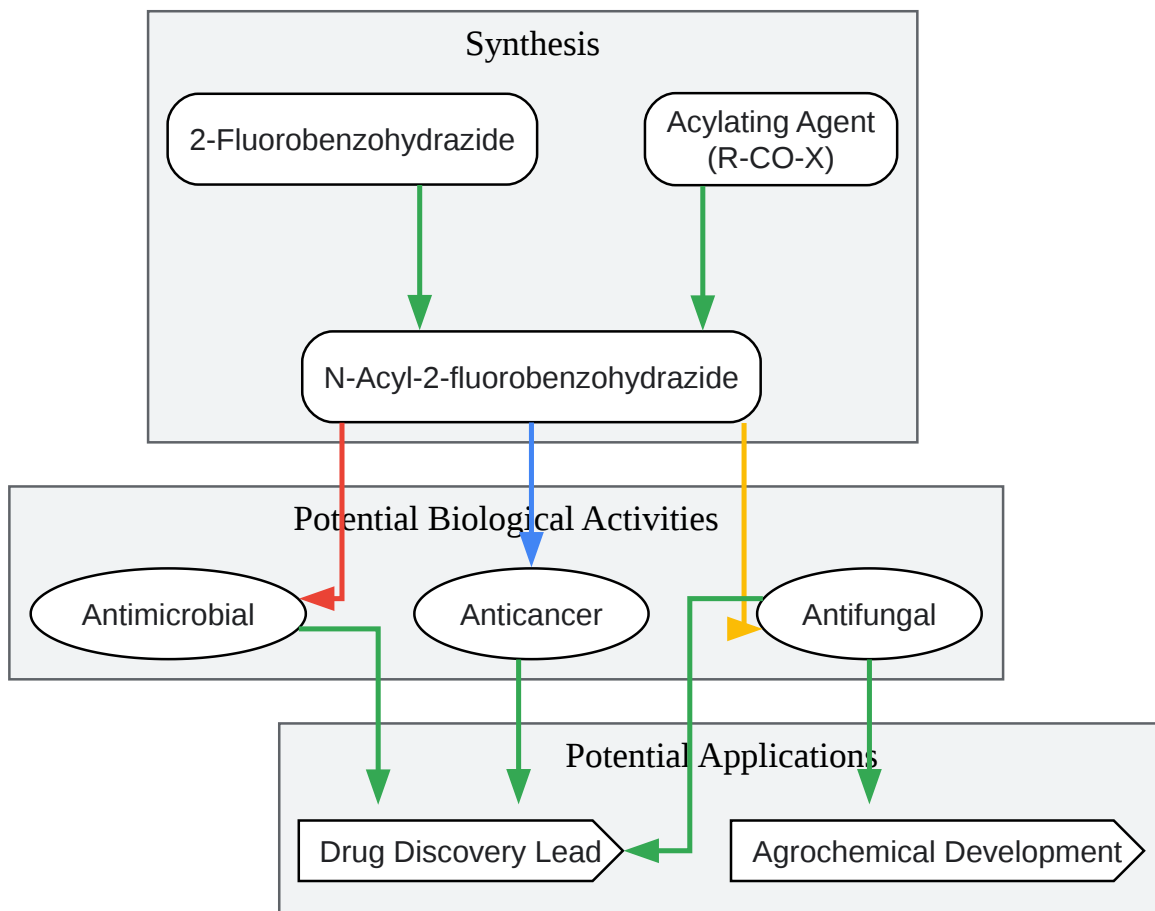 Synthesis
2-Fluorobenzohydrazide
Acylating Agent
(R-CO-X)
N-Acyl-2-fluorobenzohydrazide
Potential Biological Activities
Antimicrobial
Anticancer
Antifungal
Potential Applications
Drug Discovery Lead
Agrochemical Development